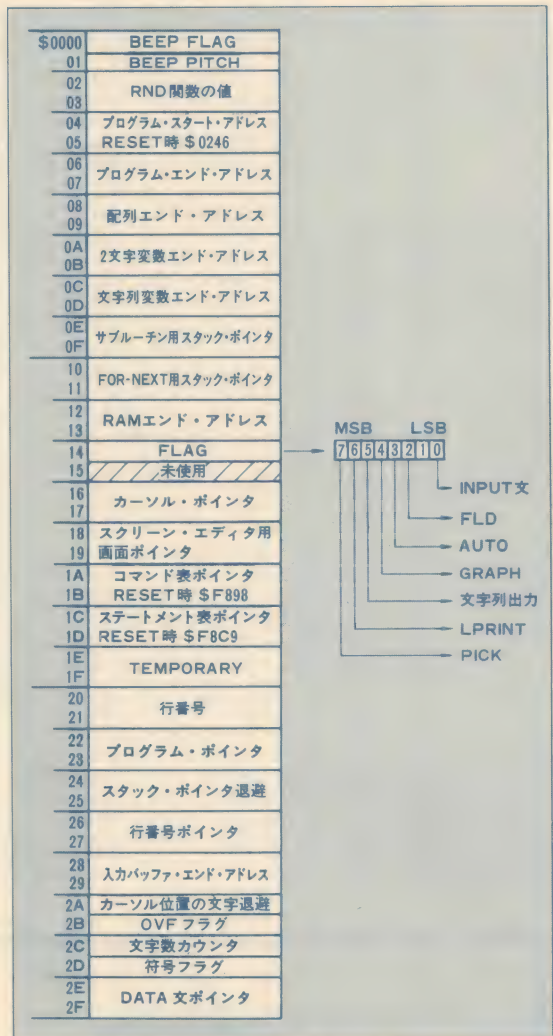 $0000 BEEP FLAG
01 BEEP PITCH
02
RND関数の値
03
04 プログラム・スタート・アドレス
05 RESET時 $0246
06
プログラム・エンド・アドレス
07
08
配列エンド・アドレス
09
0A
2文字変数エンド・アドレス
0B
0C
文字列変数エンド・アドレス
0D
0E
サブルーチン用スタック・ポインタ
0F
10
FOR-NEXT用スタック・ポインタ
11
12
RAMエンド・アドレス
13
14 FLAG
15 未使用
16
カーソル・ポインタ
17
18 スクリーン・エディタ用
19 画面ポインタ
1A コマンド表ポインタ
1B RESET時 $F898
1C ステートメント表ポインタ
1D RESET時 $F8C9
1E
TEMPORARY
1F
20
行番号
21
22
プログラム・ポインタ
23
24
スタック・ポインタ退避
25
26
行番号ポインタ
27
28
入力バッファ・エンド・アドレス
29
2A カーソル位置の文字退避
2B OVFフラグ
2C 文字数カウンタ
2D 符号フラグ
2E
DATA文ポインタ
2F
MSB LSB
7 6 5 4 3 2 1 0
INPUT文
FLD
AUTO
GRAPH
文字列出力
LPRINT
PICK